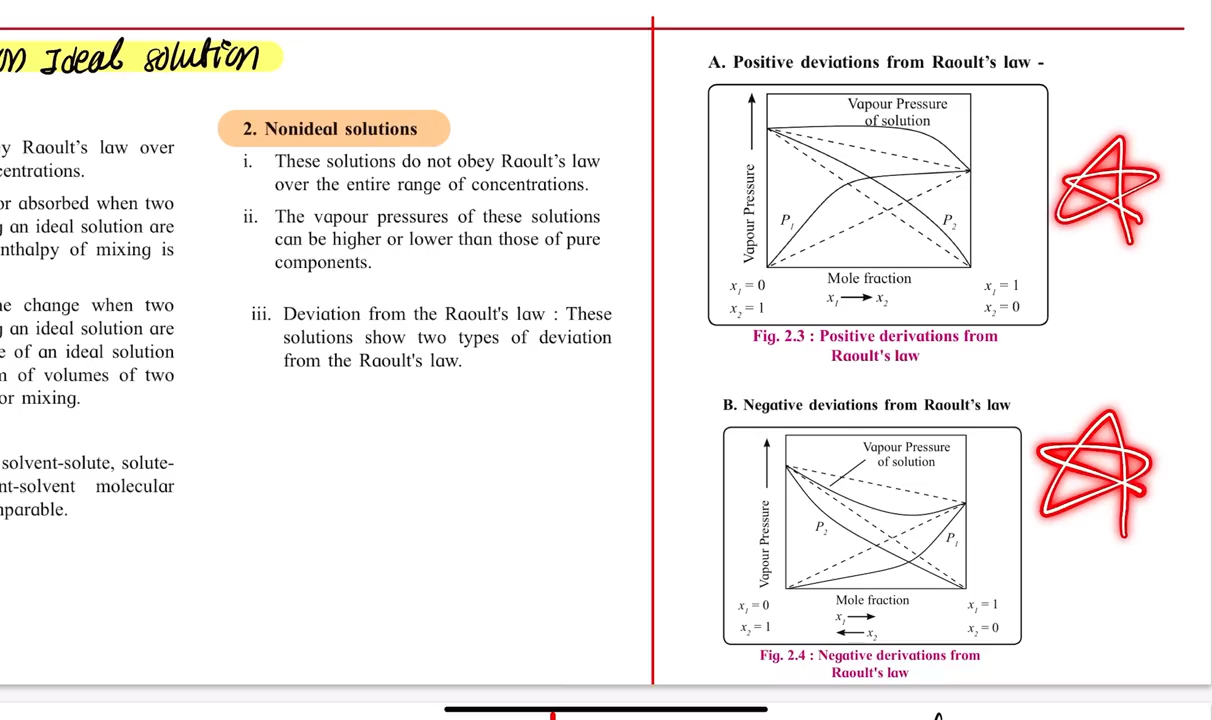 Ideal solution
y Raoult's law over
centrations.
or absorbed when two
g an ideal solution are
nthalpy of mixing is
ne change when two
g an ideal solution are
e of an ideal solution
m of volumes of two
or mixing.
solvent-solute, solute-
nt-solvent molecular
nparable.
2. Nonideal solutions
i. These solutions do not obey Raoult's law
over the entire range of concentrations.
ii. The vapour pressures of these solutions
can be higher or lower than those of pure
components.
iii. Deviation from the Raoult's law : These
solutions show two types of deviation
from the Raoult's law.
A. Positive deviations from Raoult's law -
Vapour Pressure
of solution
Vapour Pressure
P₁
P₂
x₁ = 0
x₂ = 1
Mole fraction
x₁ ⟶ x₂
x₁ = 1
x₂ = 0
Fig. 2.3 : Positive derivations from
Raoult's law
B. Negative deviations from Raoult's law
Vapour Pressure
of solution
Vapour Pressure
P₂
P₁
x₁ = 0
x₂ = 1
Mole fraction
x₁ ⟶
⟵ x₂
x₁ = 1
x₂ = 0
Fig. 2.4 : Negative derivations from
Raoult's law